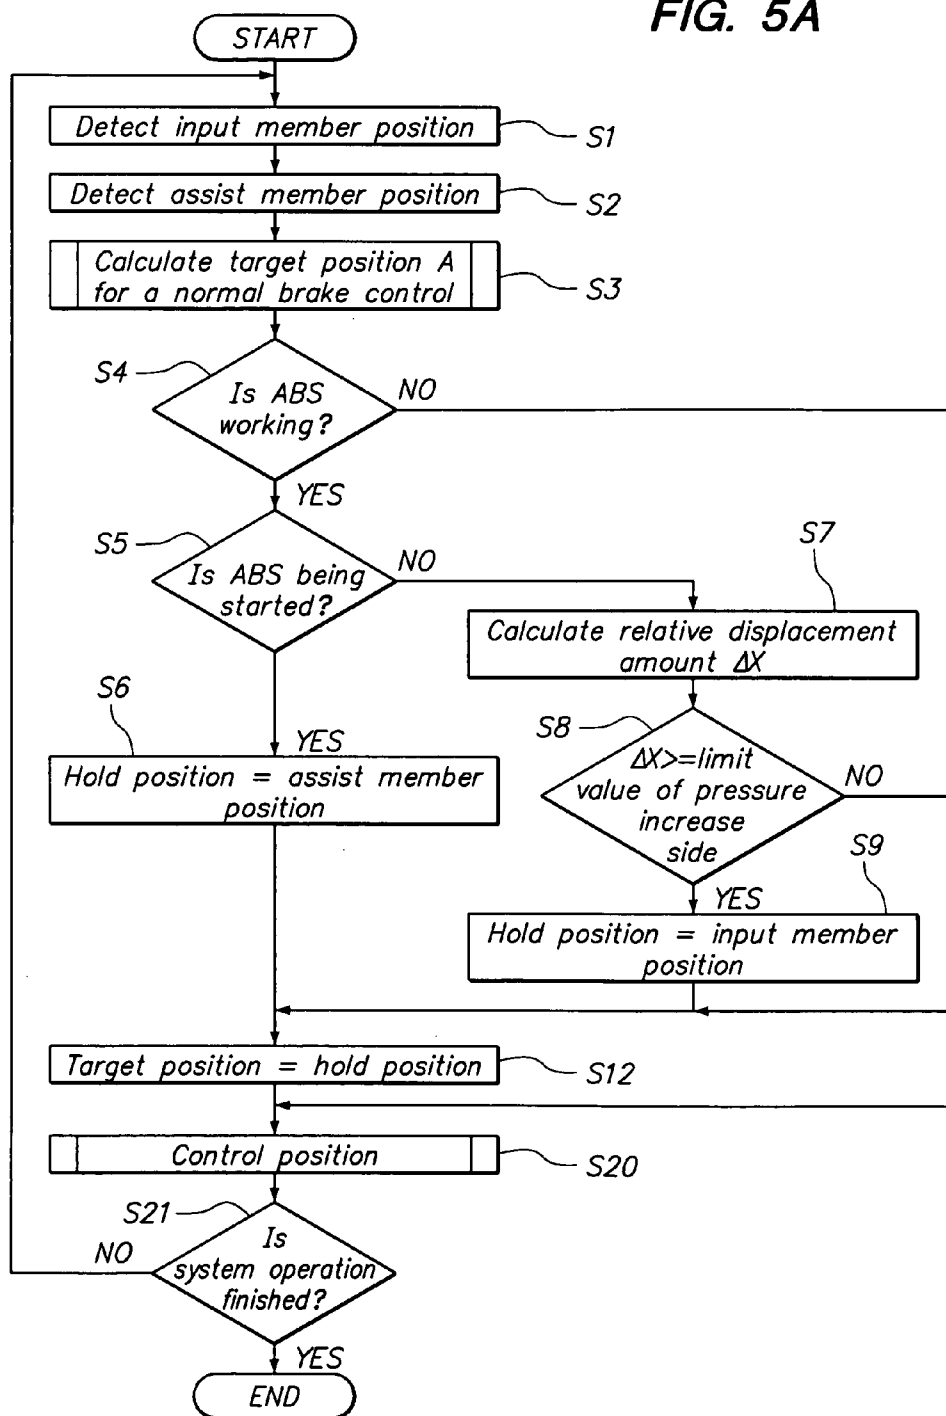 FIG. 5A
START
Detect input member position
S1
Detect assist member position
S2
Calculate target position A
for a normal brake control
S3
S4
Is ABS
working?
NO
YES
S5
Is ABS being
started?
NO
S7
Calculate relative displacement
amount ΔX
S6
YES
Hold position = assist member
position
S8
ΔX>=limit
value of pressure
increase
side
NO
S9
YES
Hold position = input member
position
Target position = hold position
S12
Control position
S20
S21
Is
system operation
finished?
NO
YES
END